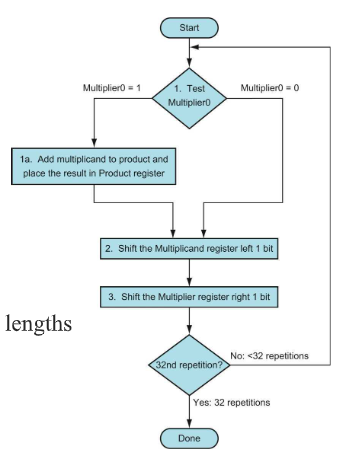 Start
Multiplier0 = 1
1. Test
Multiplier0
Multiplier0 = 0
1a. Add multiplicand to product and
place the result in Product register
2. Shift the Multiplicand register left 1 bit
3. Shift the Multiplier register right 1 bit
lengths
32nd repetition?
No: <32 repetitions
Yes: 32 repetitions
Done